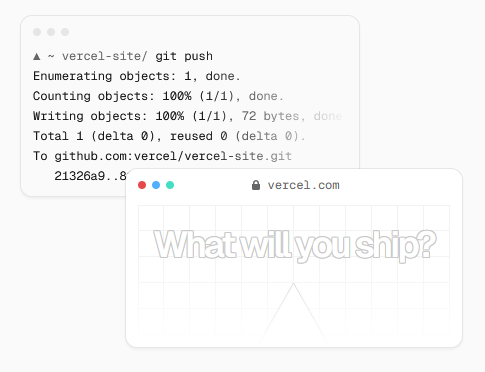 ▲ ~ vercel-site/ git push
Enumerating objects: 1, done.
Counting objects: 100% (1/1), done.
Writing objects: 100% (1/1), 72 bytes, done
Total 1 (delta 0), reused 0 (delta 0).
To github.com:vercel/vercel-site.git
21326a9..8
vercel.com
What will you ship?